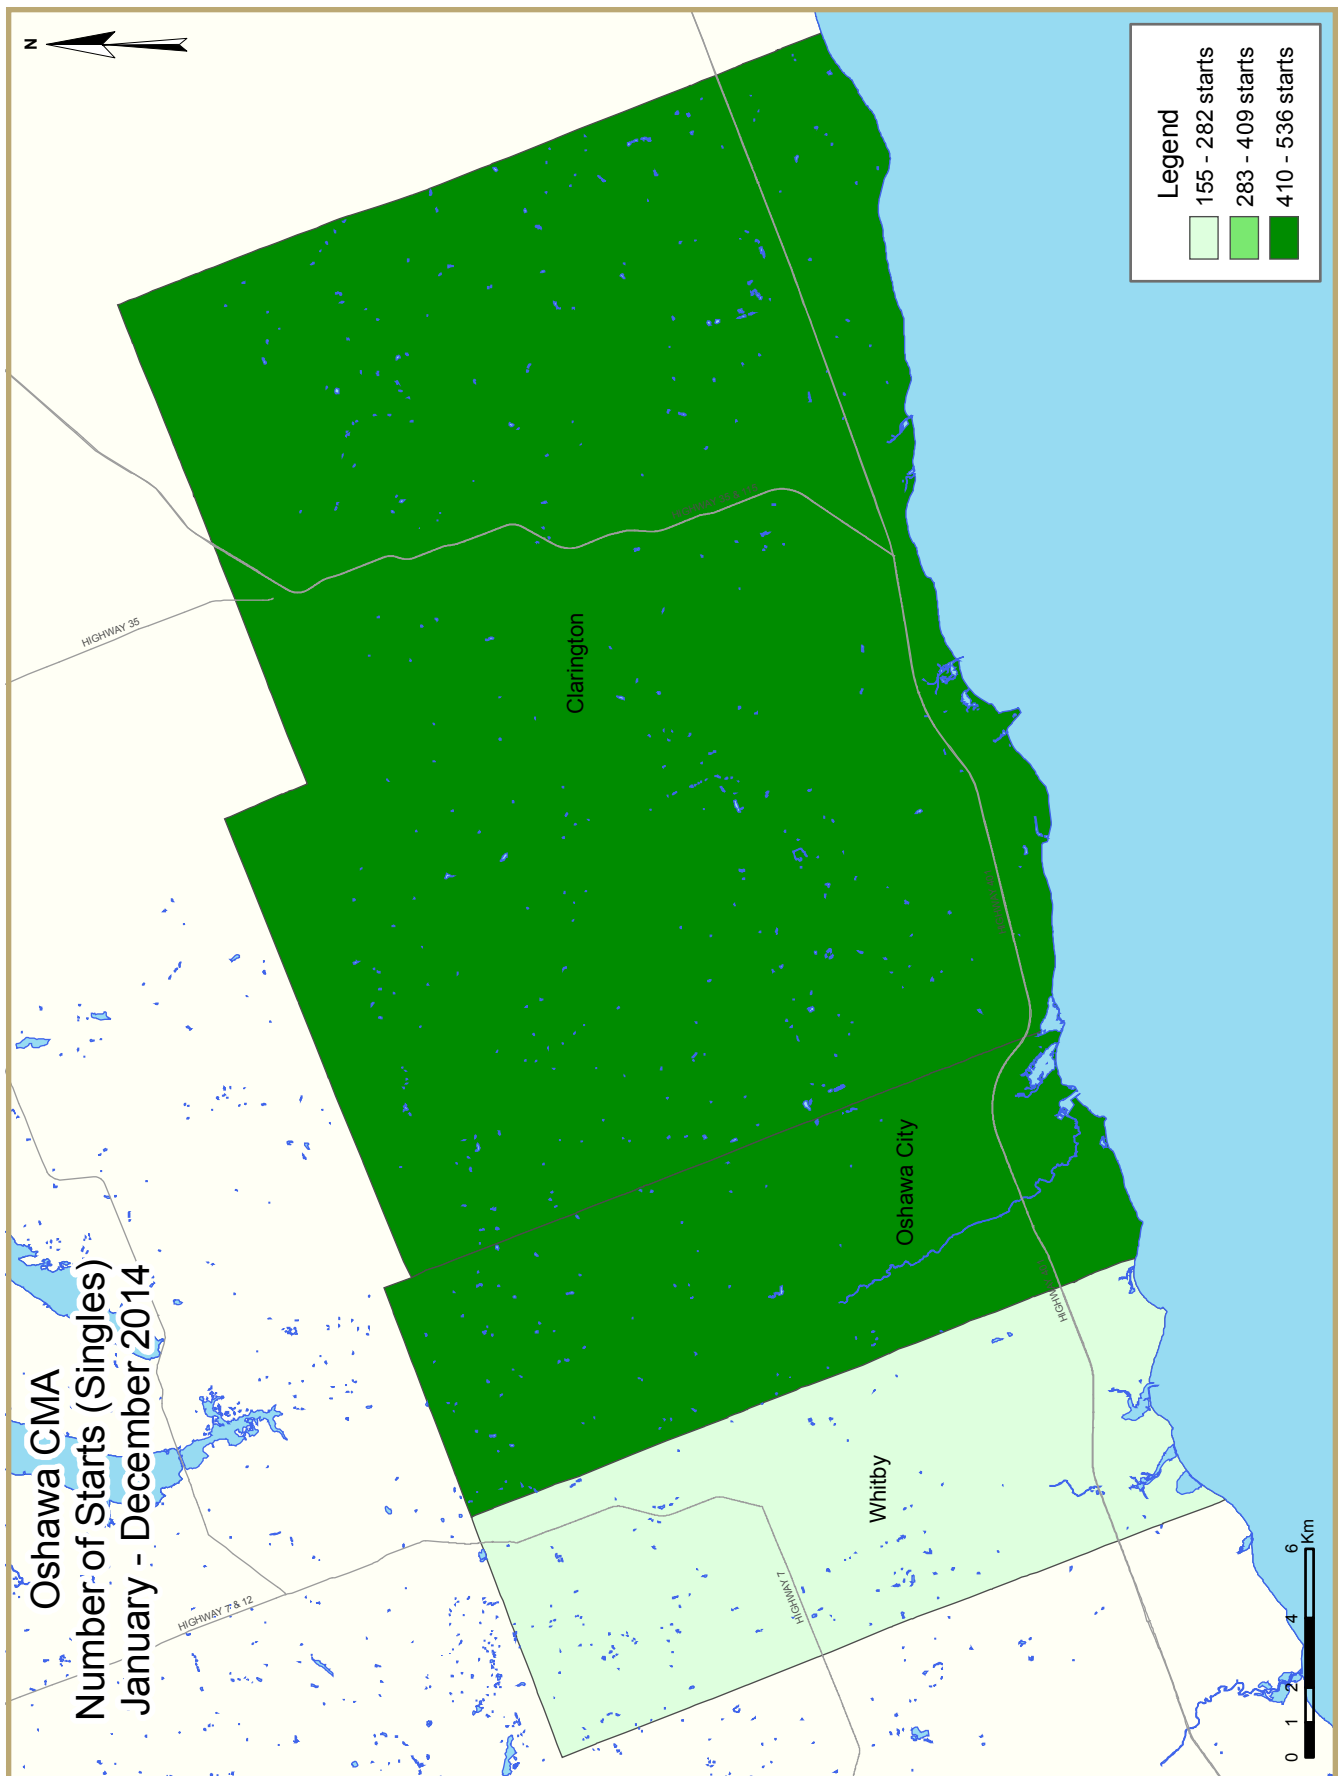 Oshawa CMA
Number of Starts (Singles)
January - December 2014
N
HIGHWAY 7 & 12
HIGHWAY 35
HIGHWAY 7
Whitby
Oshawa City
Clarington
Legend
155 - 282 starts
283 - 409 starts
410 - 536 starts
0 1 2 4 6
Km